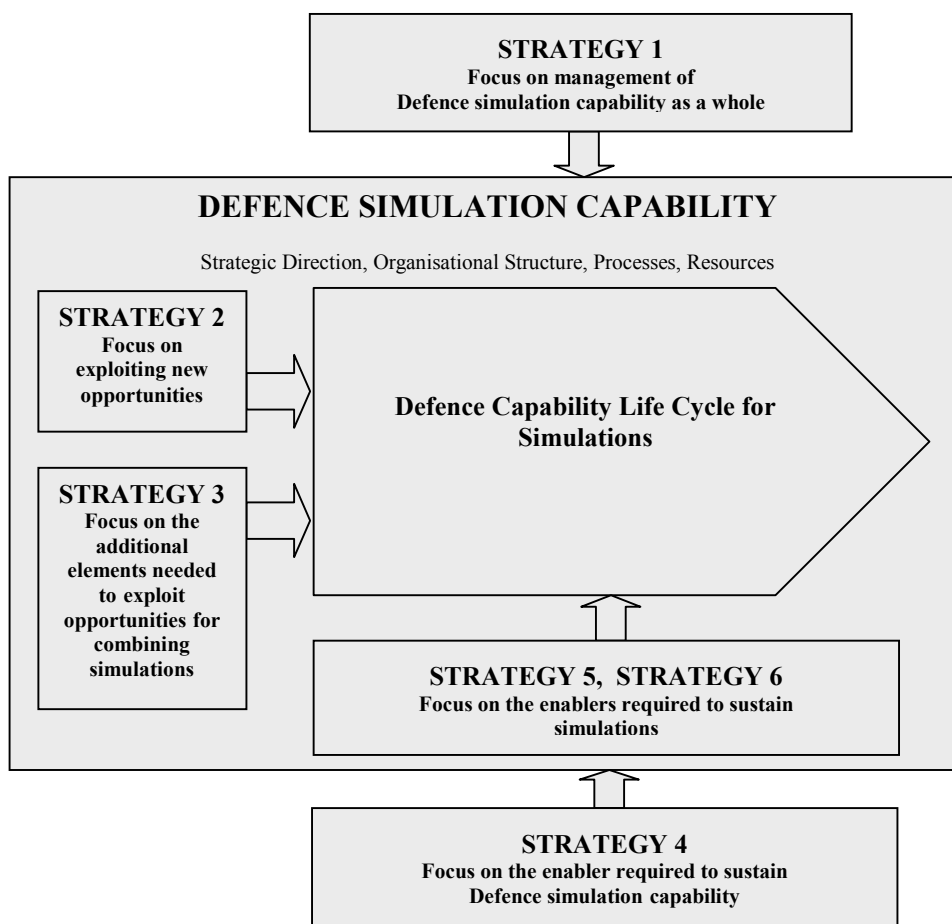 STRATEGY 1
Focus on management of
Defence simulation capability as a whole
DEFENCE SIMULATION CAPABILITY
Strategic Direction, Organisational Structure, Processes, Resources
STRATEGY 2
Focus on
exploiting new
opportunities
Defence Capability Life Cycle for
Simulations
STRATEGY 3
Focus on the
additional
elements needed
to exploit
opportunities for
combining
simulations
STRATEGY 5, STRATEGY 6
Focus on the enablers required to sustain
simulations
STRATEGY 4
Focus on the enabler required to sustain
Defence simulation capability